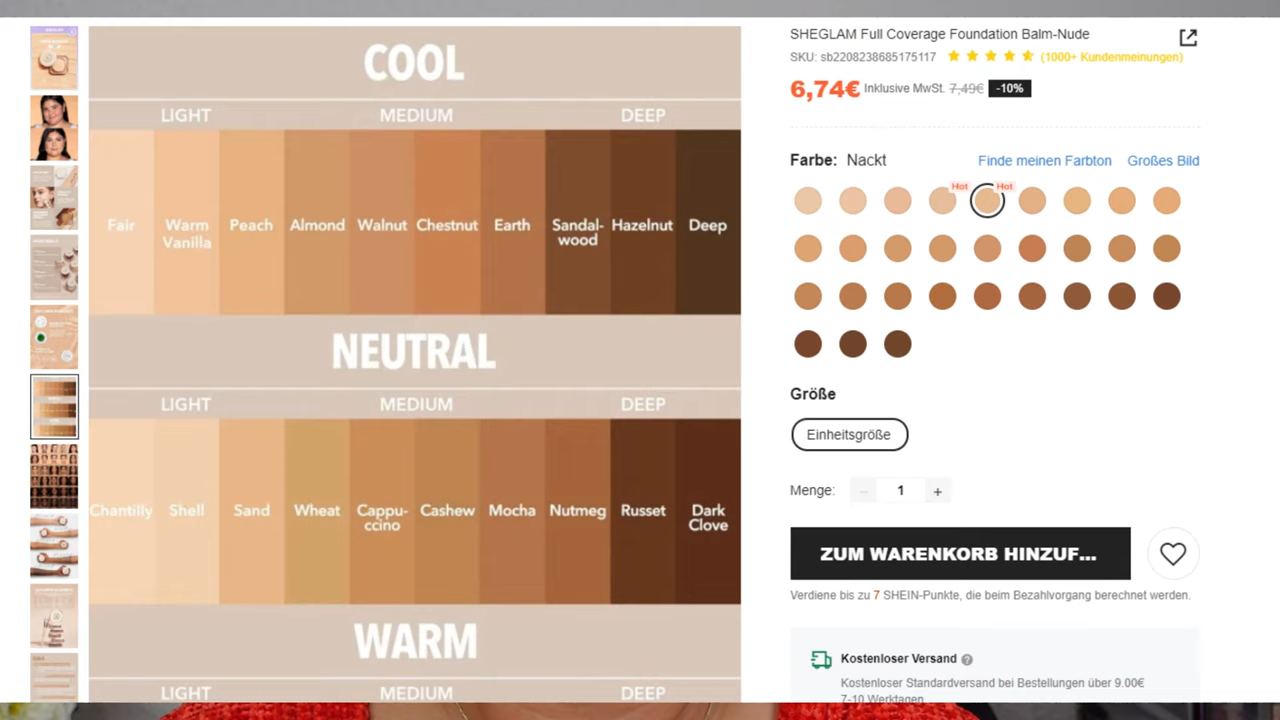 COOL
LIGHT MEDIUM DEEP
Fair Warm Vanilla Peach Almond Walnut Chestnut Earth Sandal-wood Hazelnut Deep
NEUTRAL
LIGHT MEDIUM DEEP
Chantilly Shell Sand Wheat Cappu-ccino Cashew Mocha Nutmeg Russet Dark Clove
WARM
LIGHT MEDIUM DEEP
SHEGLAM Full Coverage Foundation Balm-Nude
SKU: sb2208238685175117 (1000+ Kundenmeinungen)
6,74€ Inklusive MwSt. 7,49€ -10%
Farbe: Nackt Finde meinen Farbton Großes Bild
Hot Hot
Größe
Einheitsgröße
Menge: – 1 +
ZUM WARENKORB HINZUF...
Verdiene bis zu 7 SHEIN-Punkte, die beim Bezahlvorgang berechnet werden.
Kostenloser Versand ?
Kostenloser Standardversand bei Bestellungen über 9.00€
7-10 Werktagen